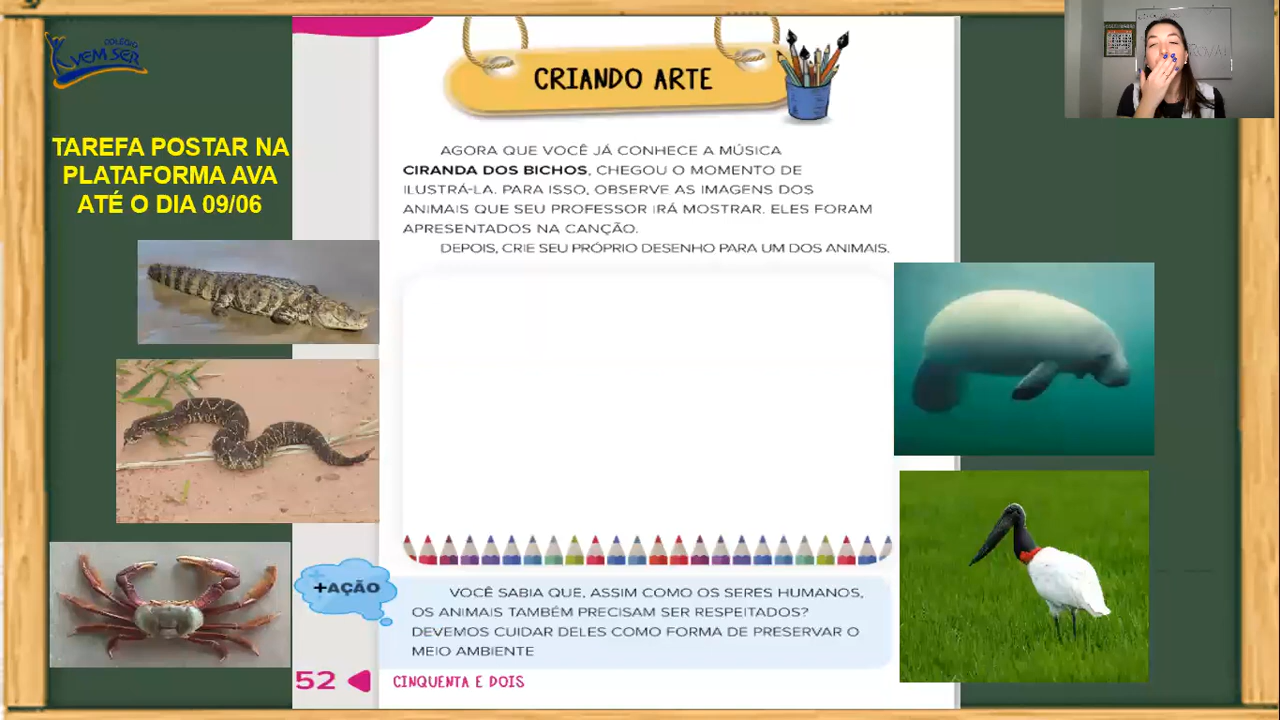 COLÉGIO
VEM SER
TAREFA POSTAR NA
PLATAFORMA AVA
ATÉ O DIA 09/06
CRIANDO ARTE
AGORA QUE VOCÊ JÁ CONHECE A MÚSICA
CIRANDA DOS BICHOS, CHEGOU O MOMENTO DE
ILUSTRÁ-LA. PARA ISSO, OBSERVE AS IMAGENS DOS
ANIMAIS QUE SEU PROFESSOR IRÁ MOSTRAR. ELES FORAM
APRESENTADOS NA CANÇÃO.
DEPOIS, CRIE SEU PRÓPRIO DESENHO PARA UM DOS ANIMAIS.
+AÇÃO
VOCÊ SABIA QUE, ASSIM COMO OS SERES HUMANOS,
OS ANIMAIS TAMBÉM PRECISAM SER RESPEITADOS?
DEVEMOS CUIDAR DELES COMO FORMA DE PRESERVAR O
MEIO AMBIENTE
52
CINQUENTA E DOIS